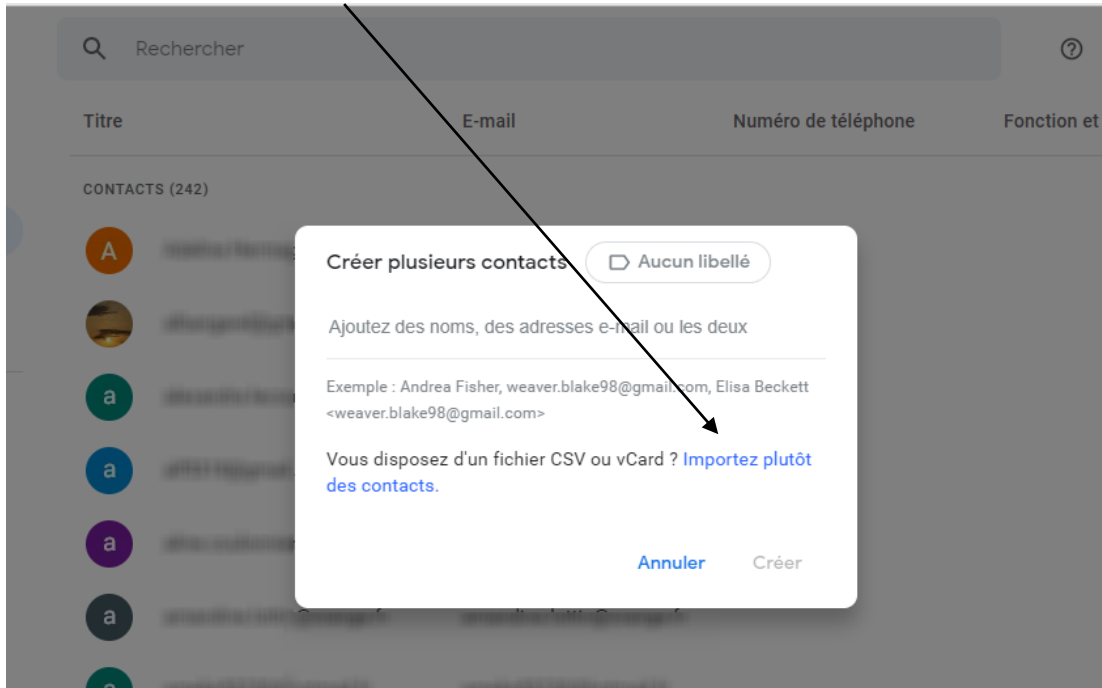 Rechercher
Titre E-mail Numéro de téléphone Fonction et
CONTACTS (242)
A
a
a
a
a
Créer plusieurs contacts Aucun libellé
Ajoutez des noms, des adresses e-mail ou les deux
Exemple : Andrea Fisher, weaver.blake98@gmail.com, Elisa Beckett
<weaver.blake98@gmail.com>
Vous disposez d'un fichier CSV ou vCard ? Importez plutôt
des contacts.
Annuler Créer